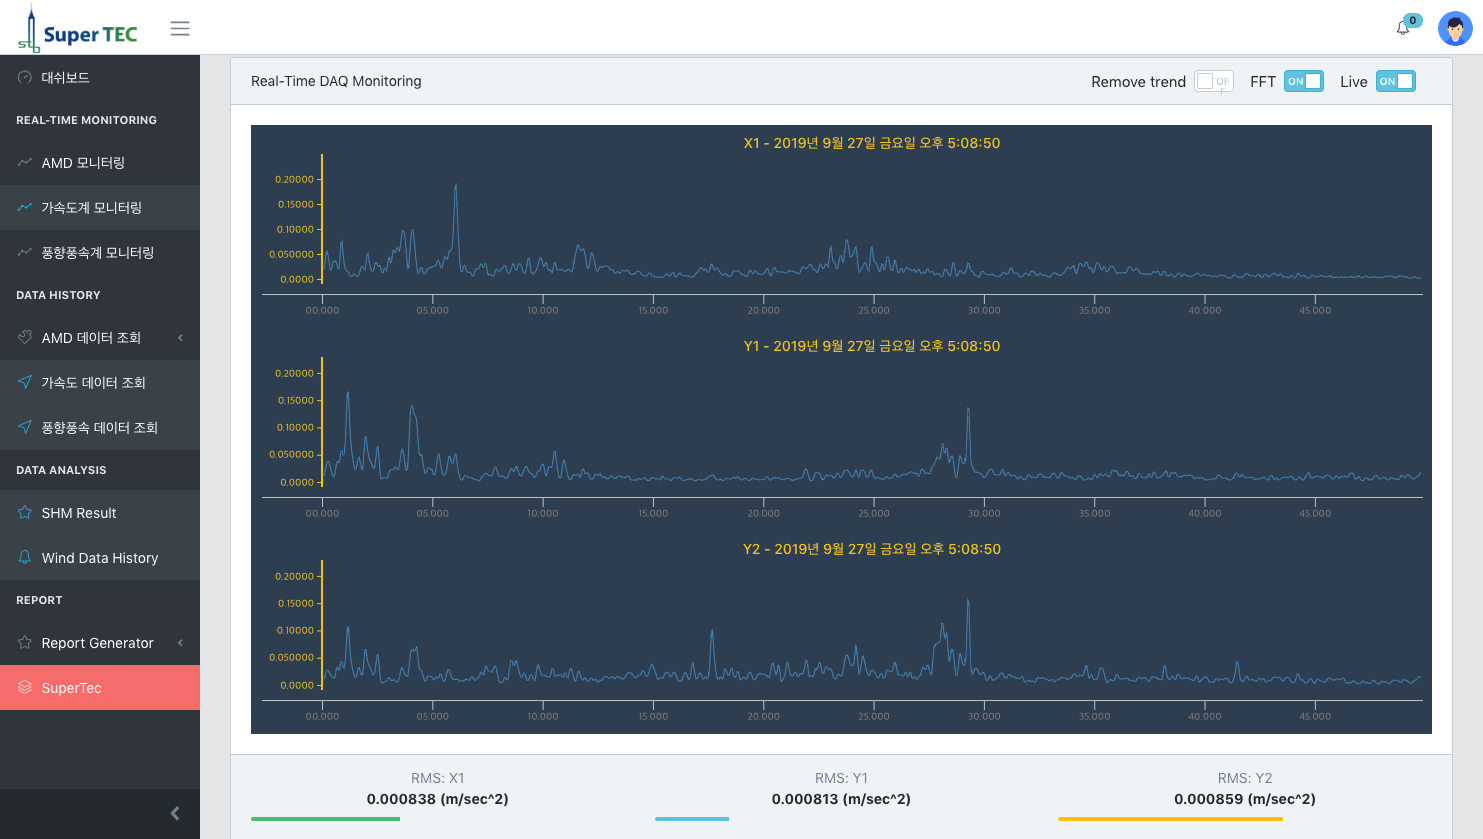 Super TEC
0
대쉬보드
REAL-TIME MONITORING
AMD 모니터링
가속도계 모니터링
풍향풍속계 모니터링
DATA HISTORY
AMD 데이터 조회
가속도 데이터 조회
풍향풍속 데이터 조회
DATA ANALYSIS
SHM Result
Wind Data History
REPORT
Report Generator
SuperTec
Real-Time DAQ Monitoring
Remove trend OFF FFT ON Live ON
X1 - 2019년 9월 27일 금요일 오후 5:08:50
0.20000
0.15000
0.10000
0.050000
0.0000
00.000 05.000 10.000 15.000 20.000 25.000 30.000 35.000 40.000 45.000
Y1 - 2019년 9월 27일 금요일 오후 5:08:50
0.20000
0.15000
0.10000
0.050000
0.0000
00.000 05.000 10.000 15.000 20.000 25.000 30.000 35.000 40.000 45.000
Y2 - 2019년 9월 27일 금요일 오후 5:08:50
0.20000
0.15000
0.10000
0.050000
0.0000
00.000 05.000 10.000 15.000 20.000 25.000 30.000 35.000 40.000 45.000
RMS: X1 RMS: Y1 RMS: Y2
0.000838 (m/sec^2) 0.000813 (m/sec^2) 0.000859 (m/sec^2)